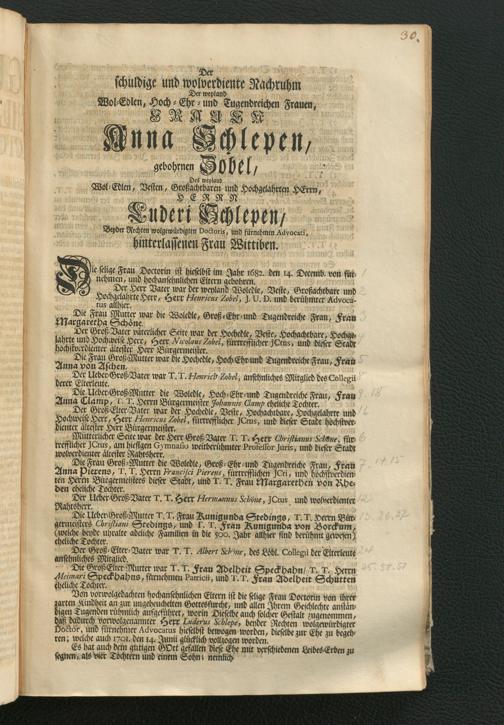 30.
Der
schuldige und wolverdiente Nachruhm
Der weyland
Wol-Edlen, Hoch-Ehr- und Tugendreichen Frauen,
FRAUEN
Anna Schlepen,
gebohrnen Zobel,
Des weyland
Wol-Edlen, Vesten, Großachtbaren und Hochgelahrten HErrn,
HERRN
Luderi Schlepen,
Beyder Rechten wolgewürdigten Doctoris, und fürnehmen Advocati,
hinterlassenen Frau Wittiben.
Die selige Frau Doctorin ist hieselbst im Jahr 1682. den 14. Decemb. von für-
nehmen, und hochansehnlichen Eltern gebohren.
Der Herr Vater war der weyland Woledle, Veste, Großachtbare und
Hochgelahrte Herr, Herr Henricus Zobel, J. U. D. und berühmter Advoca-
tus allhier.
Die Frau Mutter war die Woledle, Groß-Ehr-und Tugendreiche Frau, Frau
Margaretha Schöne.
Der Groß-Vater väterlicher Seite war der Hochedle, Veste, Hochachtbare, Hochge-
lahrte und Hochweise Herr, Herr Nicolaus Zobel, fürtrefflicher JCtus, und dieser Stadt
höchstverdienter ältester Herr Bürgermeister.
Die Frau Groß-Mutter war die Hochedle, Hoch-Ehr-und Tugendreiche Frau, Frau
Anna von Aschen.
Der Ueber-Groß-Vater war T. T. Henrich Zobel, ansehnliches Mitglied des Collegii
derer Elterleute.
Die Ueber-Groß-Mutter die Woledle, Hoch-Ehr-und Tugendreiche Frau, Frau
Anna Clamp, T. T. Herrn Bürgermeister Johannis Clamp eheliche Tochter.
Der Groß-Elter-Vater war der Hochedle, Veste, Hochachtbare, Hochgelahrte und
Hochweise Herr, Herr Nicolaus Zobel, fürtrefflicher JCtus, und dieser Stadt höchstver-
dienter ältester Herr Bürgermeister.
Mütterlicher Seite war der Herr Groß-Vater T. T. Herr Christianus Schöne, für-
trefflicher JCtus, am hiesigen Gymnasio weitberühmter Professor Juris, und dieser Stadt
wolverdienter ältester Rahtsherr.
Die Frau Groß-Mutter die Woledle, Groß-Ehr-und Tugendreiche Frau, Frau
Anna Pierens, T. T. Herrn Francisci Pierens, fürtrefflichen JCti, und höchstverdien-
ten Herrn Bürgermeisters dieser Stadt, und T. T. Frau Margarethen von Rhe-
den eheliche Tochter.
Der Ueber-Groß-Vater T. T. Herr Hermannus Schöne, JCtus und wolverdienter
Rahtsherr.
Die Ueber-Groß-Mutter T. T. Frau Kunigunda Stedings, T. T. Herrn Bür-
germeisters Christiani Stedings, und T. T. Frau Kunigunda von Borckum,
(welche beyde uhralte adeliche Familien in die 500. Jahr allhier sind berühmt gewesen)
eheliche Tochter.
Der Groß-Elter-Vater war T. T. Albert Schöne, des Löbl. Collegii der Elterleute
ansehnliches Mitglied.
Die Groß-Elter-Mutter war T. T. Frau Adelheit Speckhahn, T. T. Herrn
Meimari Speckhahns, fürnehmen Patricii, und T. T. Frau Adelheit Schürten
eheliche Tochter.
Von vorwolgedachten hochansehnlichen Eltern ist die selige Frau Doctorin von ihrer
zarten Kindheit an zur ungeheuchelten Gottesfurcht, und allen Ihrem Geschlechte anstän-
digen Tugenden rühmlich aufgeführet, worin Dieselbe auch solcher Gestalt zugenommen,
daß dadurch vorwolgenannter Herr Luderus Schlepe, beyder Rechten wolgewürdigter
Doctor, und fürnehmer Advocatus hieselbst bewogen worden, dieselbe zur Ehe zu begeh-
ren; welche auch 1701. den 14. Junii glücklich vollzogen worden.
Es hat auch dem gütigen GOtt gefallen diese Ehe mit verschiedenen Leibes-Erben zu
segnen, als vier Töchtern und einem Sohn; nemlich